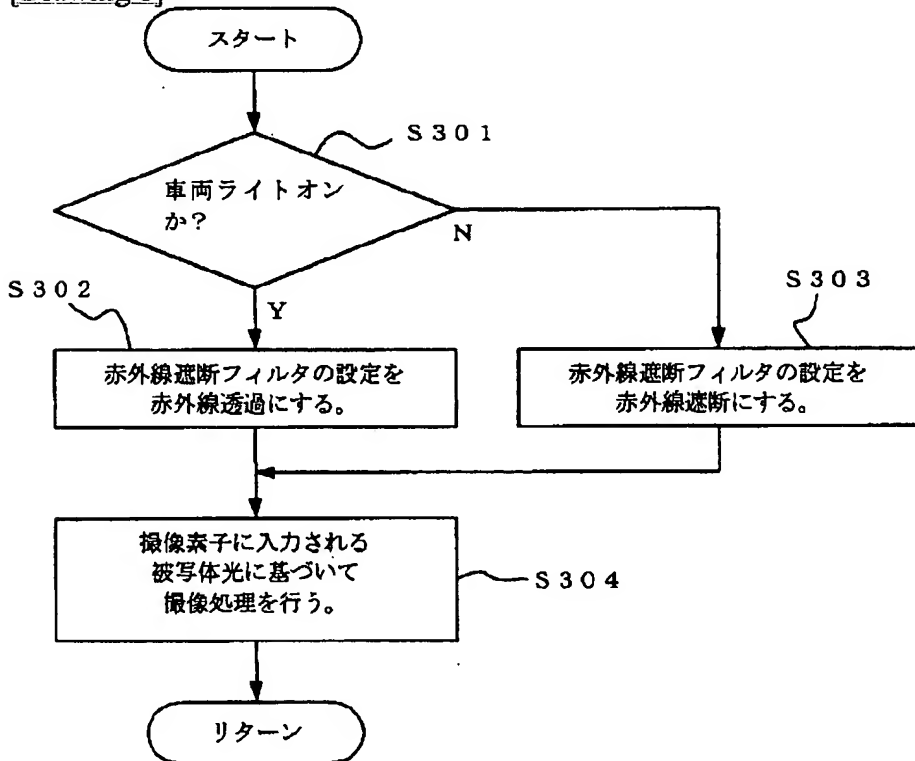 スタート
S301
車両ライトオン
か?
N
Y
S302
S303
赤外線遮断フィルタの設定を
赤外線透過にする。
赤外線遮断フィルタの設定を
赤外線遮断にする。
撮像素子に入力される
被写体光に基づいて
撮像処理を行う。
S304
リターン